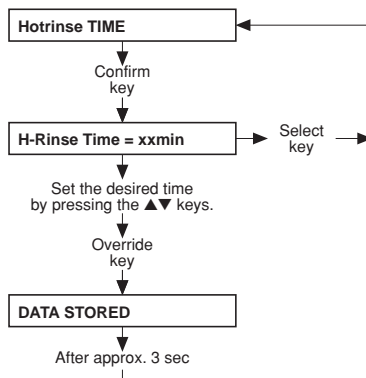 Hotrinse TIME
Confirm
key
H-Rinse Time = xxmin
Select
key
Set the desired time
by pressing the ▲▼ keys.
Override
key
DATA STORED
After approx. 3 sec